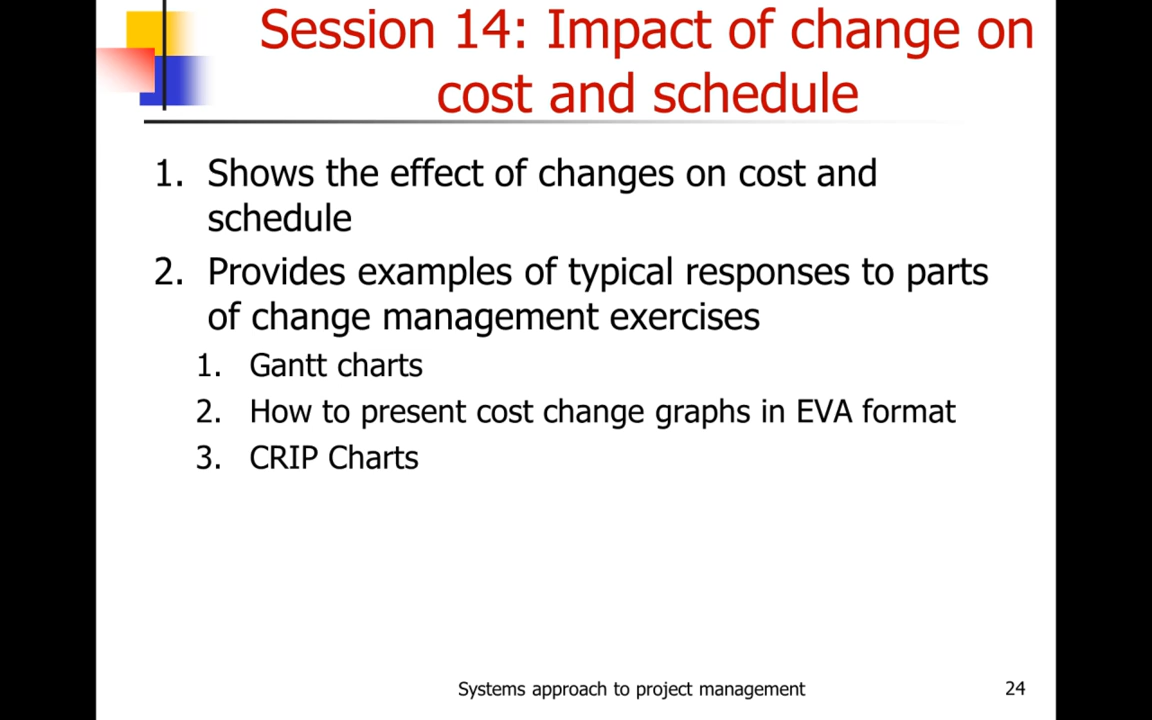 Session 14: Impact of change on
cost and schedule
1. Shows the effect of changes on cost and
schedule
2. Provides examples of typical responses to parts
of change management exercises
1. Gantt charts
2. How to present cost change graphs in EVA format
3. CRIP Charts
Systems approach to project management
24